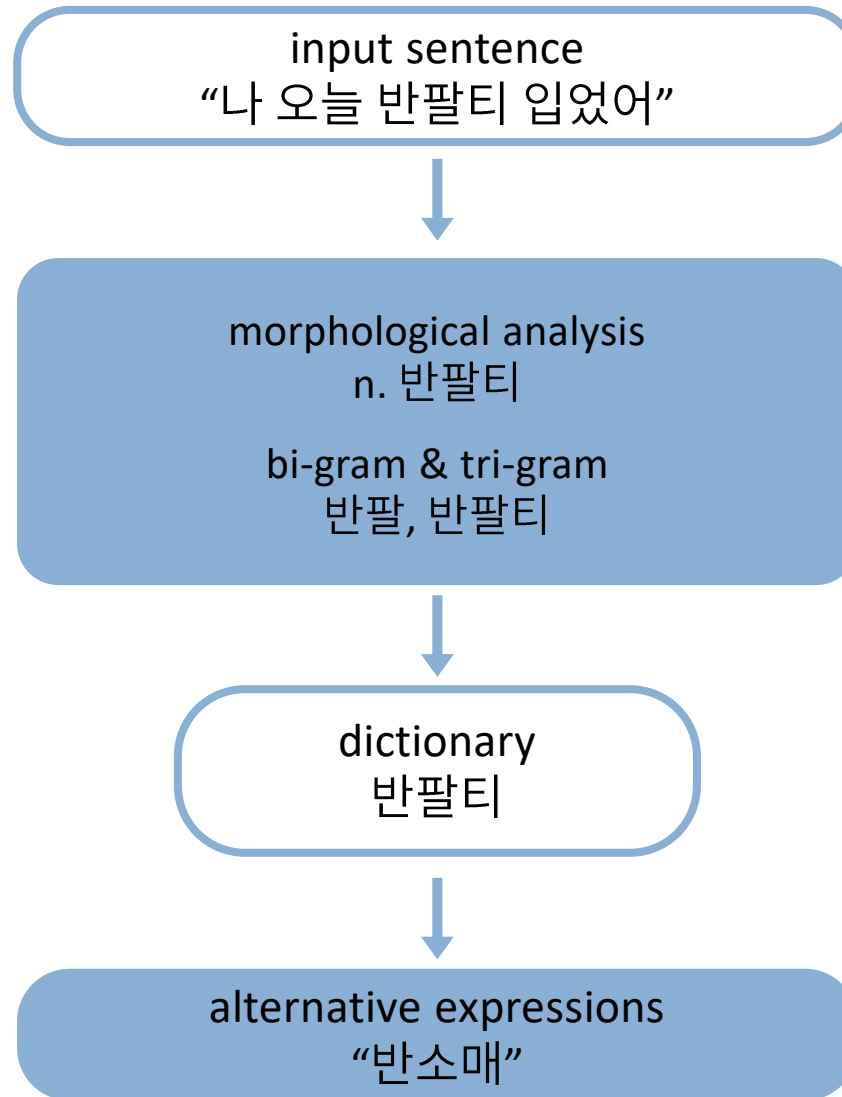 input sentence
“나 오늘 반팔티 입었어”
morphological analysis
n. 반팔티
bi-gram & tri-gram
반팔, 반팔티
dictionary
반팔티
alternative expressions
“반소매”